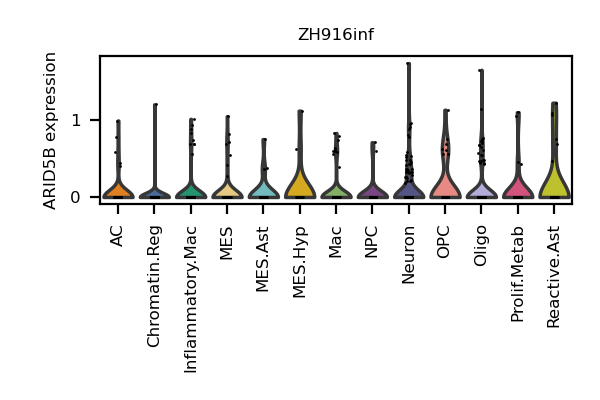 ZH916inf
ARID5B expression
1
0
AC
Chromatin.Reg
Inflammatory.Mac
MES
MES.Ast
MES.Hyp
Mac
NPC
Neuron
OPC
Oligo
Prolif.Metab
Reactive.Ast